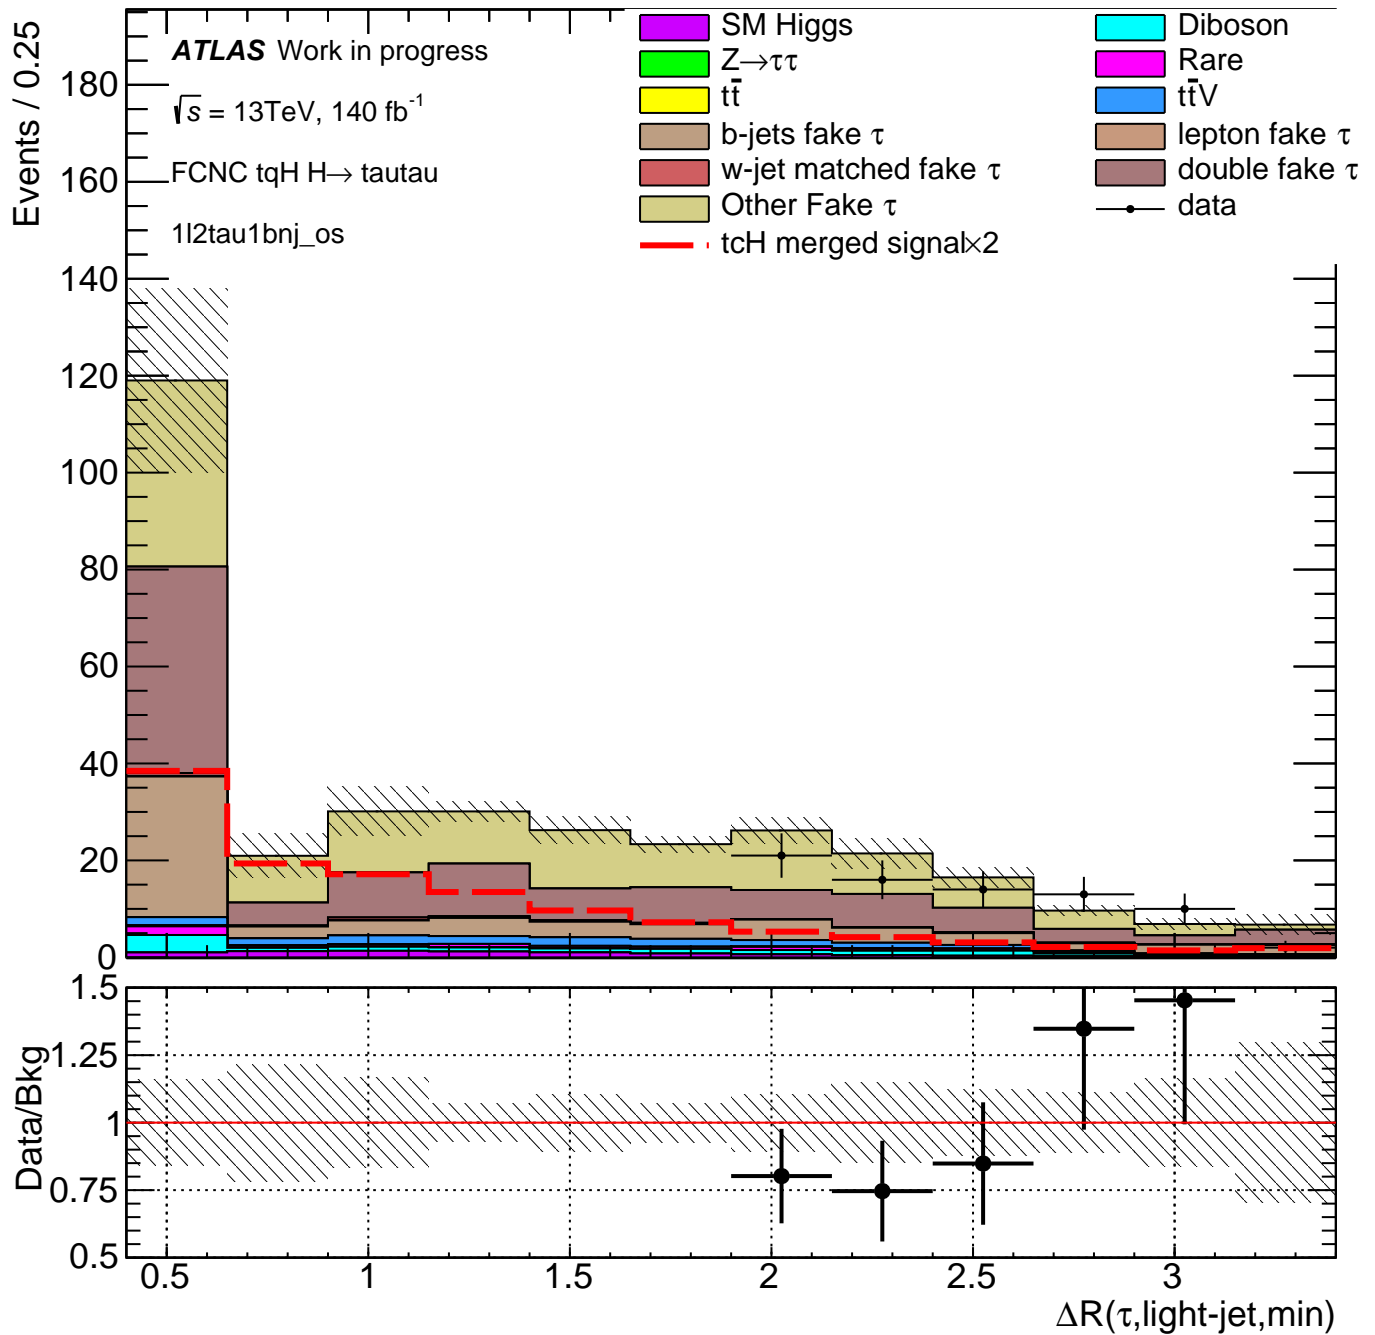 Events / 0.25
ATLAS Work in progress
√s = 13TeV, 140 fb⁻¹
FCNC tqH H→ tautau
1l2tau1bnj_os
SM Higgs
Z→ττ
tt̄
b-jets fake τ
w-jet matched fake τ
Other Fake τ
tcH merged signal×2
Diboson
Rare
tt̄V
lepton fake τ
double fake τ
data
180
160
140
120
100
80
60
40
20
0
Data/Bkg
1.5
1.25
1
0.75
0.5
0.5 1 1.5 2 2.5 3
ΔR(τ,light-jet,min)